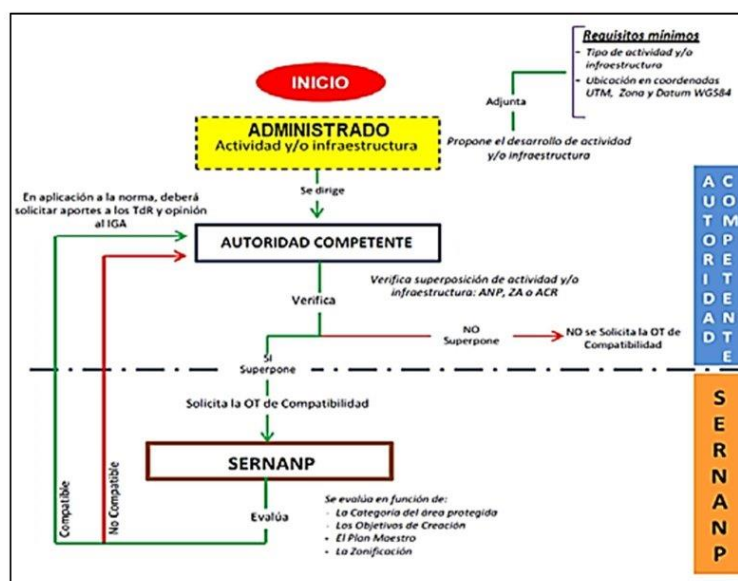 Requisitos mínimos
- Tipo de actividad y/o
infraestructura
- Ubicación en coordenadas
UTM, Zona y Datum WGS84
INICIO
Adjunta
ADMINISTRADO
Actividad y/o infraestructura
Propone el desarrollo de actividad
y/o infraestructura
Se dirige
En aplicación a la norma, deberá
solicitar aportes a los TdR y opinión
al IGA
AUTORIDAD COMPETENTE
Verifica superposición de actividad y/o
infraestructura: ANP, ZA o ACR
Verifica
NO
Superpone
NO se Solicita la OT de
Compatibilidad
SI
Superpone
AUTORIDAD
COMPETENTE
Solicita la OT de Compatibilidad
SERNANP
Evalúa
Se evalúa en función de:
- La Categoría del área protegida
- Los Objetivos de Creación
- El Plan Maestro
- La Zonificación
Compatible
No Compatible
SERNANP